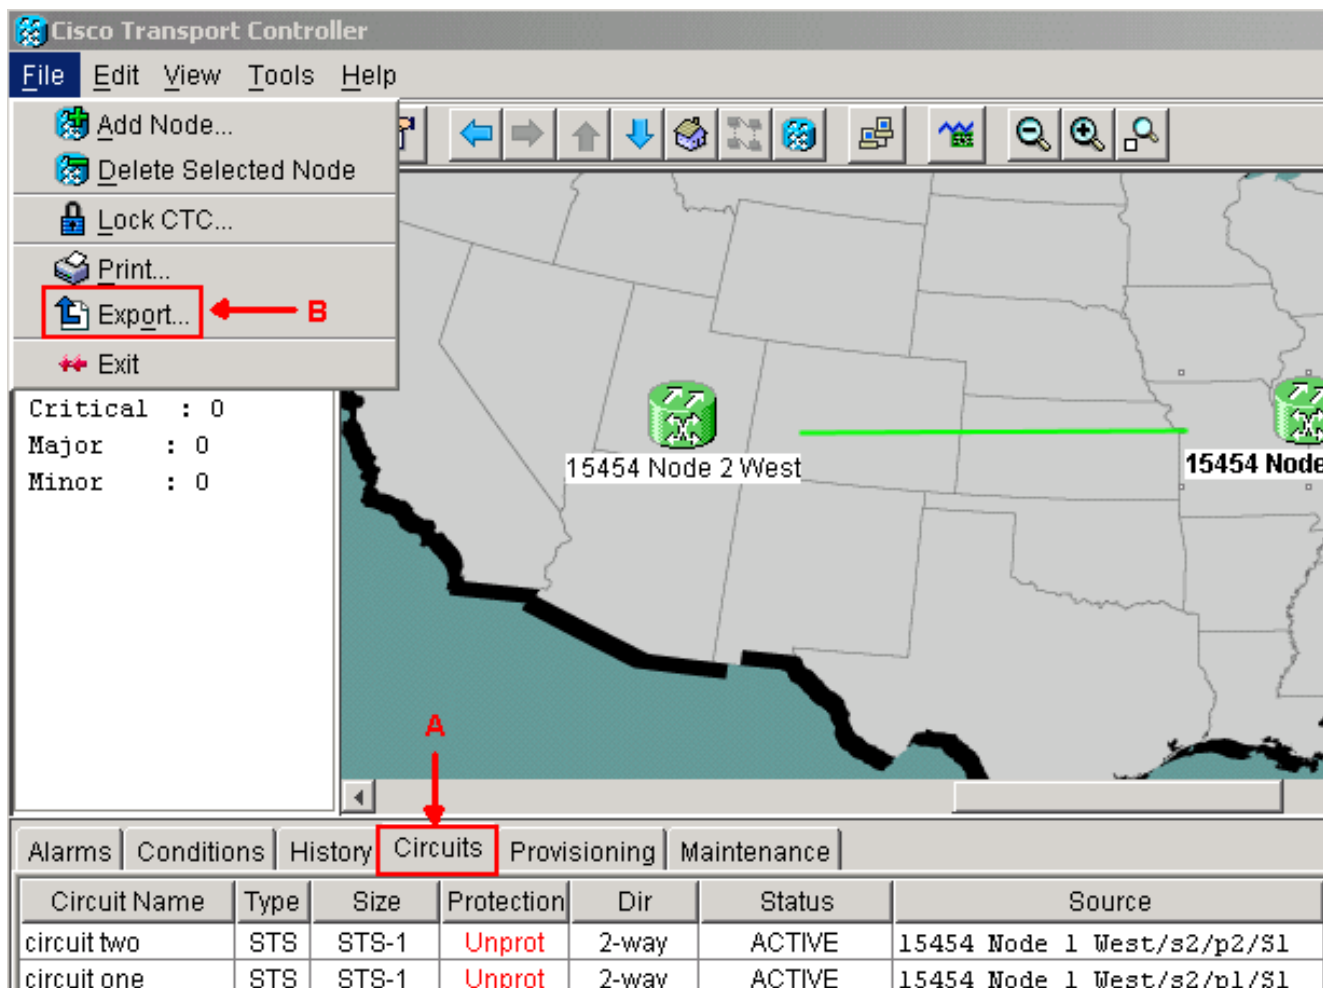 Cisco Transport Controller
File Edit View Tools Help
Add Node...
Delete Selected Node
Lock CTC...
Print...
Export... B
Exit
Critical : 0
Major : 0
Minor : 0
15454 Node 2 West
15454 Node
A
Alarms Conditions History Circuits Provisioning Maintenance
Circuit Name Type Size Protection Dir Status Source
circuit two STS STS-1 Unprot 2-way ACTIVE 15454 Node 1 West/s2/p2/S1
circuit one STS STS-1 Unprot 2-way ACTIVE 15454 Node 1 West/s2/p1/S1